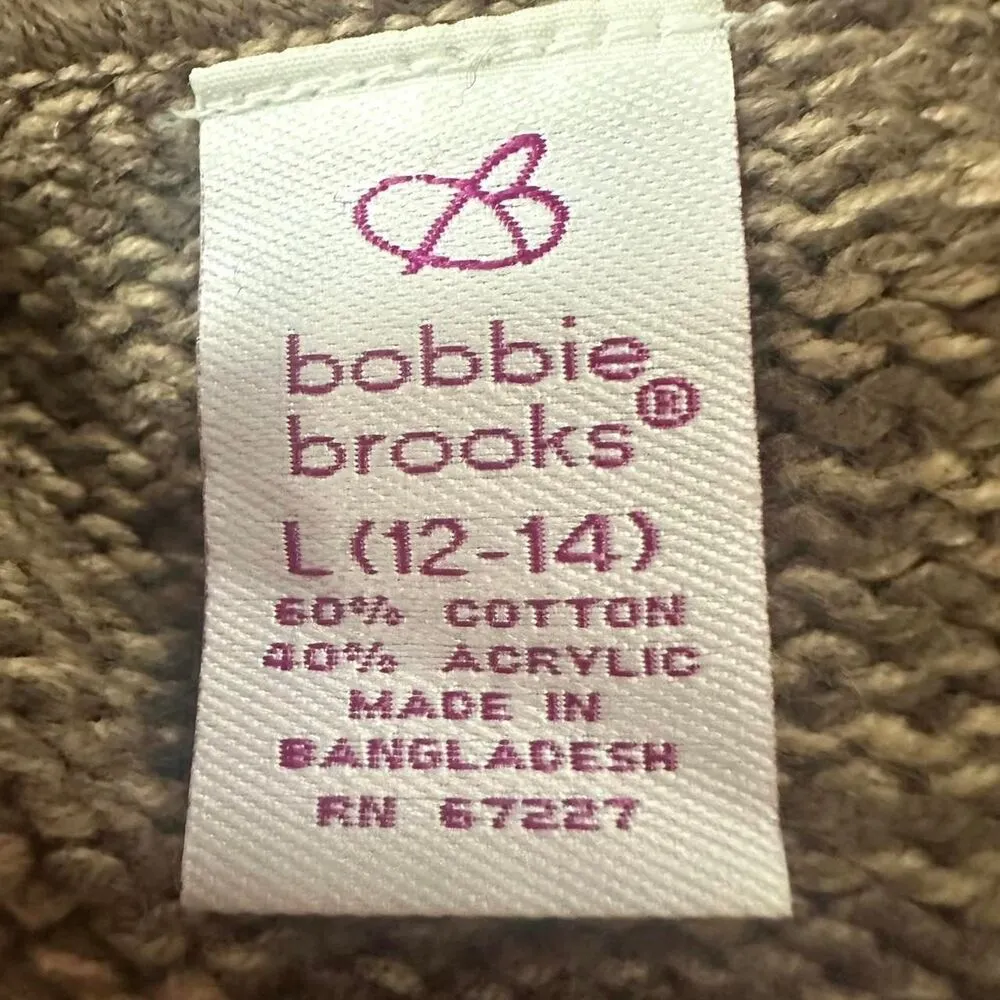 bobbie
brooks®
L (12-14)
60% COTTON
40% ACRYLIC
MADE IN
BANGLADESH
RN 67227